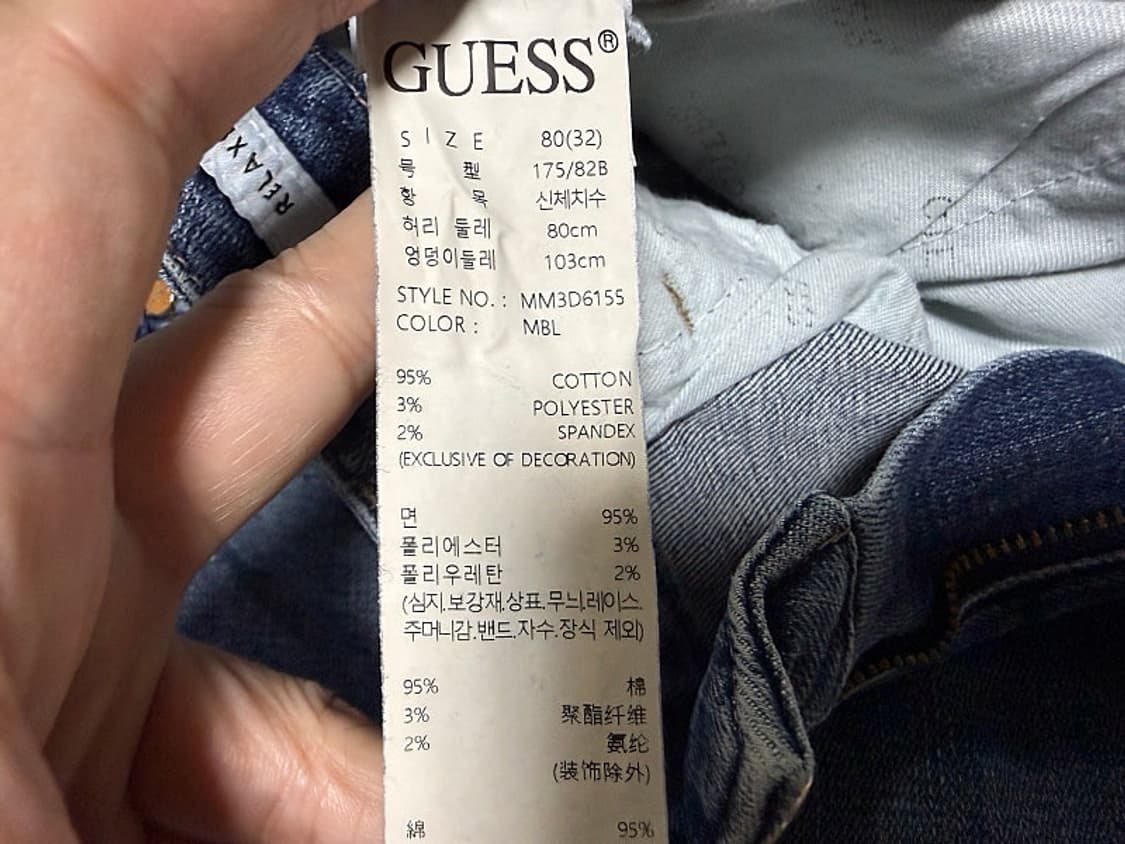 GUESS®
SIZE 80(32)
号型 175/82B
항목 신체치수
허리 둘레 80cm
엉덩이둘레 103cm
STYLE NO. : MM3D6155
COLOR : MBL
95% COTTON
3% POLYESTER
2% SPANDEX
(EXCLUSIVE OF DECORATION)
면 95%
폴리에스터 3%
폴리우레탄 2%
(심지.보강재.상표.무늬.레이스.
주머니감.밴드.자수.장식 제외)
95% 棉
3% 聚酯纤维
2% 氨纶
(装饰除外)
綿 95%
RELAX